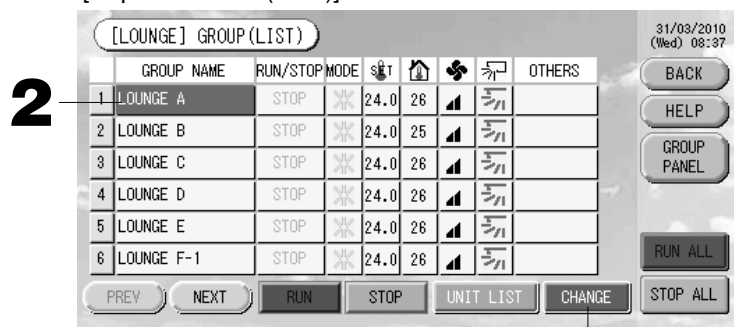 [LOUNGE] GROUP(LIST)
31/03/2010
(Wed) 08:37
GROUP NAME RUN/STOP MODE SET OTHERS
BACK
2
1 LOUNGE A STOP 24.0 26
HELP
2 LOUNGE B STOP 24.0 25
GROUP
PANEL
3 LOUNGE C STOP 24.0 26
4 LOUNGE D STOP 24.0 26
5 LOUNGE E STOP 24.0 26
6 LOUNGE F-1 STOP 24.0 26
RUN ALL
PREV NEXT RUN STOP UNIT LIST CHANGE STOP ALL